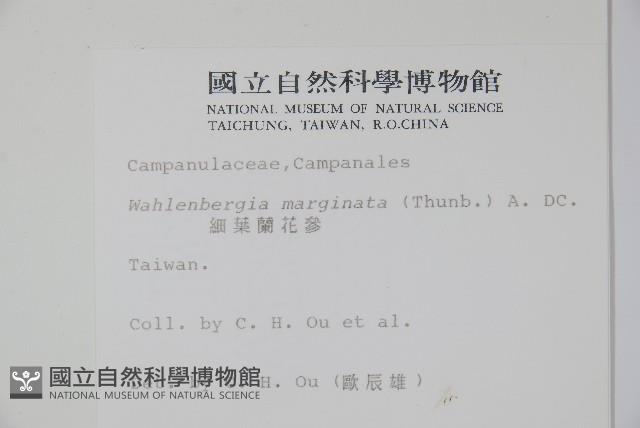 國立自然科學博物館
NATIONAL MUSEUM OF NATURAL SCIENCE
TAICHUNG, TAIWAN, R.O.CHINA
Campanulaceae,Campanales
Wahlenbergia marginata (Thunb.) A. DC.
細葉蘭花參
Taiwan.
Coll. by C. H. Ou et al.
H. Ou (歐辰雄)
國立自然科學博物館
NATIONAL MUSEUM OF NATURAL SCIENCE